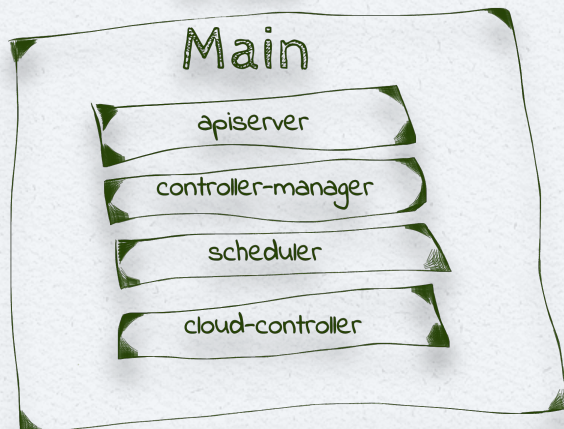 Main
apiserver
controller-manager
scheduler
cloud-controller